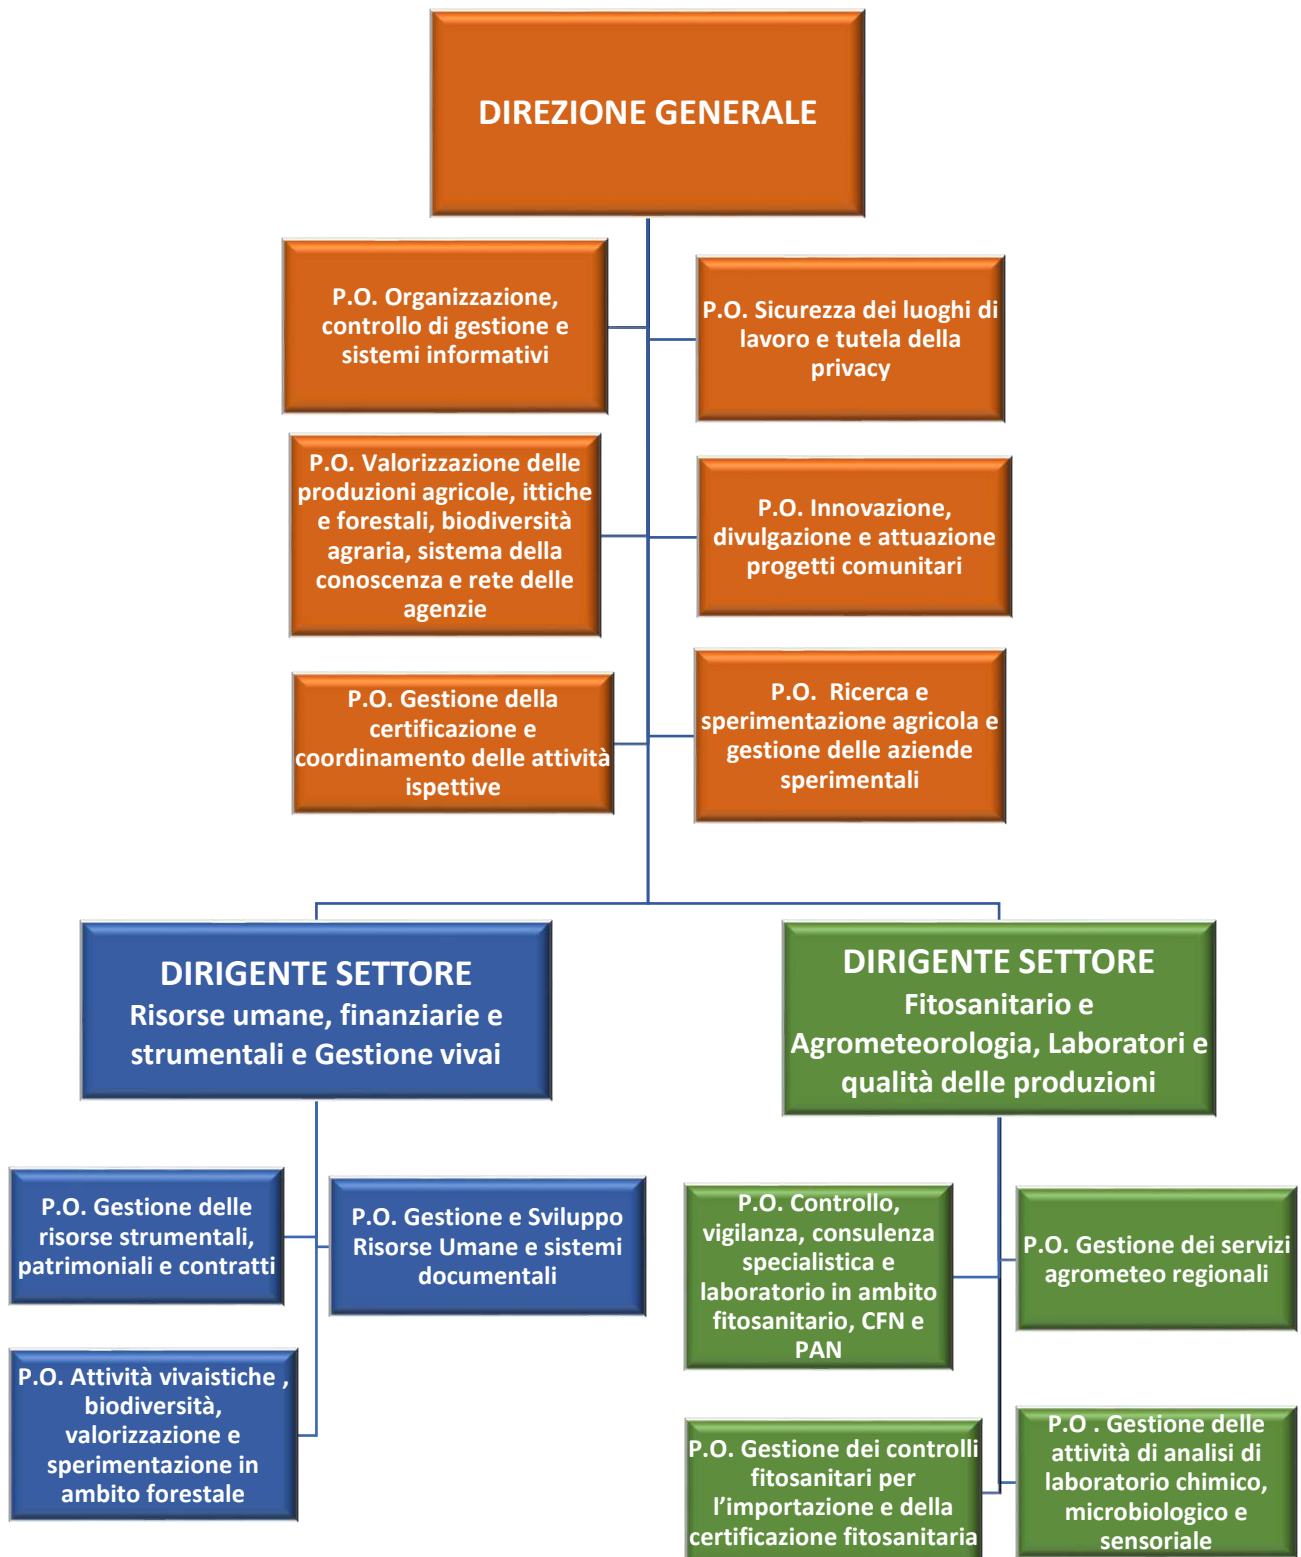 DIREZIONE GENERALE
P.O. Organizzazione,
controllo di gestione e
sistemi informativi
P.O. Sicurezza dei luoghi di
lavoro e tutela della
privacy
P.O. Valorizzazione delle
produzioni agricole, ittiche
e forestali, biodiversità
agraria, sistema della
conoscenza e rete delle
agenzie
P.O. Innovazione,
divulgazione e attuazione
progetti comunitari
P.O. Gestione della
certificazione e
coordinamento delle attività
ispettive
P.O. Ricerca e
sperimentazione agricola e
gestione delle aziende
sperimentali
DIRIGENTE SETTORE
Risorse umane, finanziarie e
strumentali e Gestione vivai
DIRIGENTE SETTORE
Fitosanitario e
Agrometeorologia, Laboratori e
qualità delle produzioni
P.O. Gestione delle
risorse strumentali,
patrimoniali e contratti
P.O. Gestione e Sviluppo
Risorse Umane e sistemi
documentali
P.O. Controllo,
vigilanza, consulenza
specialistica e
laboratorio in ambito
fitosanitario, CFN e
PAN
P.O. Gestione dei servizi
agrometeo regionali
P.O. Attività vivaistiche ,
biodiversità,
valorizzazione e
sperimentazione in
ambito forestale
P.O. Gestione dei controlli
fitosanitari per
l’importazione e della
certificazione fitosanitaria
P.O . Gestione delle
attività di analisi di
laboratorio chimico,
microbiologico e
sensoriale